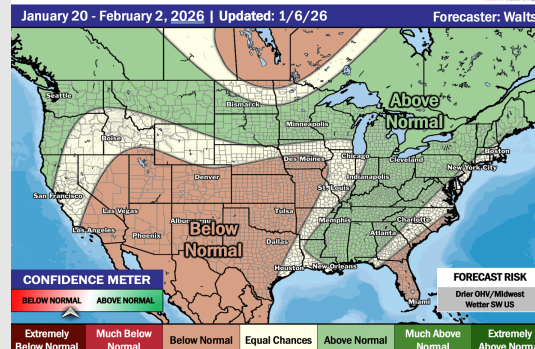 January 20 - February 2, 2026 | Updated: 1/6/26
Forecaster: Walts
Seattle
Bismarck
Above
Normal
Minneapolis
Boise
Boston
Des Moines
Chicago
Cleveland
New York City
Denver
Indianapolis
St. Louis
San Francisco
Las Vegas
Tulsa
Memphis
Charlotte
Los Angeles
Phoenix
Below
Normal
Dallas
Atlanta
Houston
New Orleans
CONFIDENCE METER
BELOW NORMAL
ABOVE NORMAL
FORECAST RISK
Drier OHV/Midwest
Wetter SW US
Miami
Extremely
Below Normal
Much Below
Normal
Below Normal
Equal Chances
Above Normal
Much Above
Normal
Extremely
Above Norma